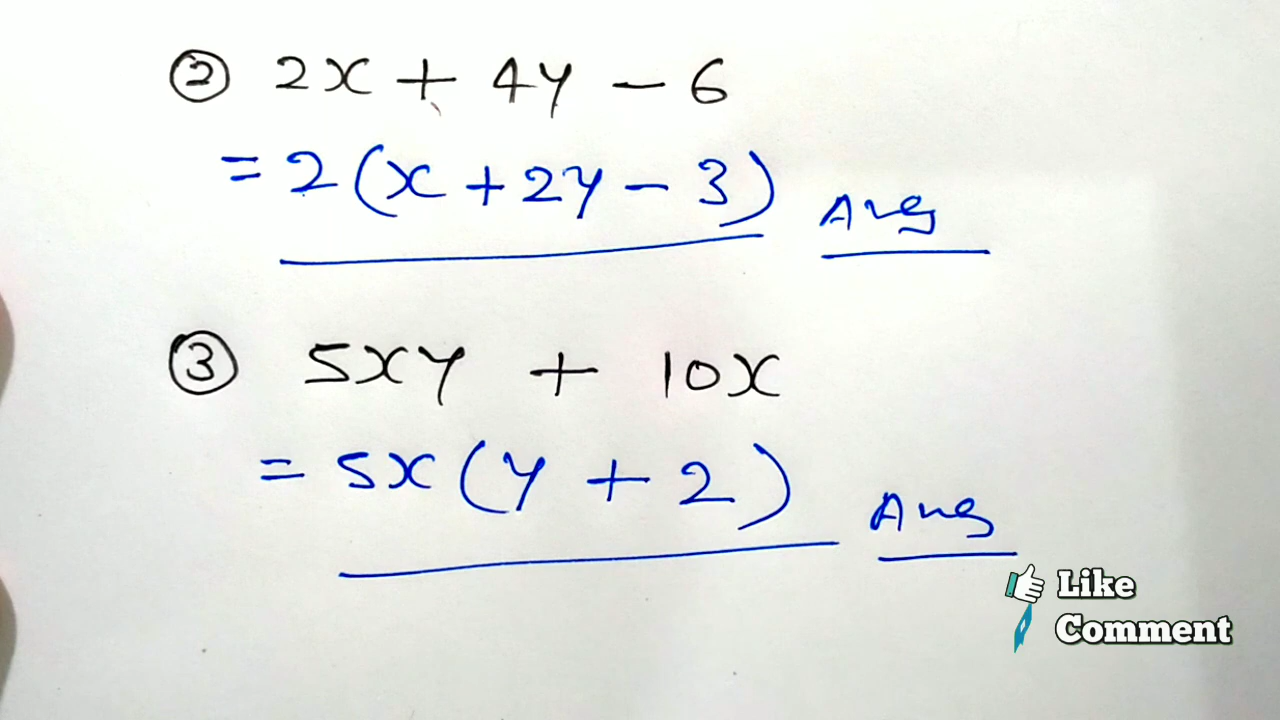 ② 2x + 4y - 6
= 2(x + 2y - 3) Ans
③ 5xy + 10x
= 5x(y + 2) Ans
Like
Comment